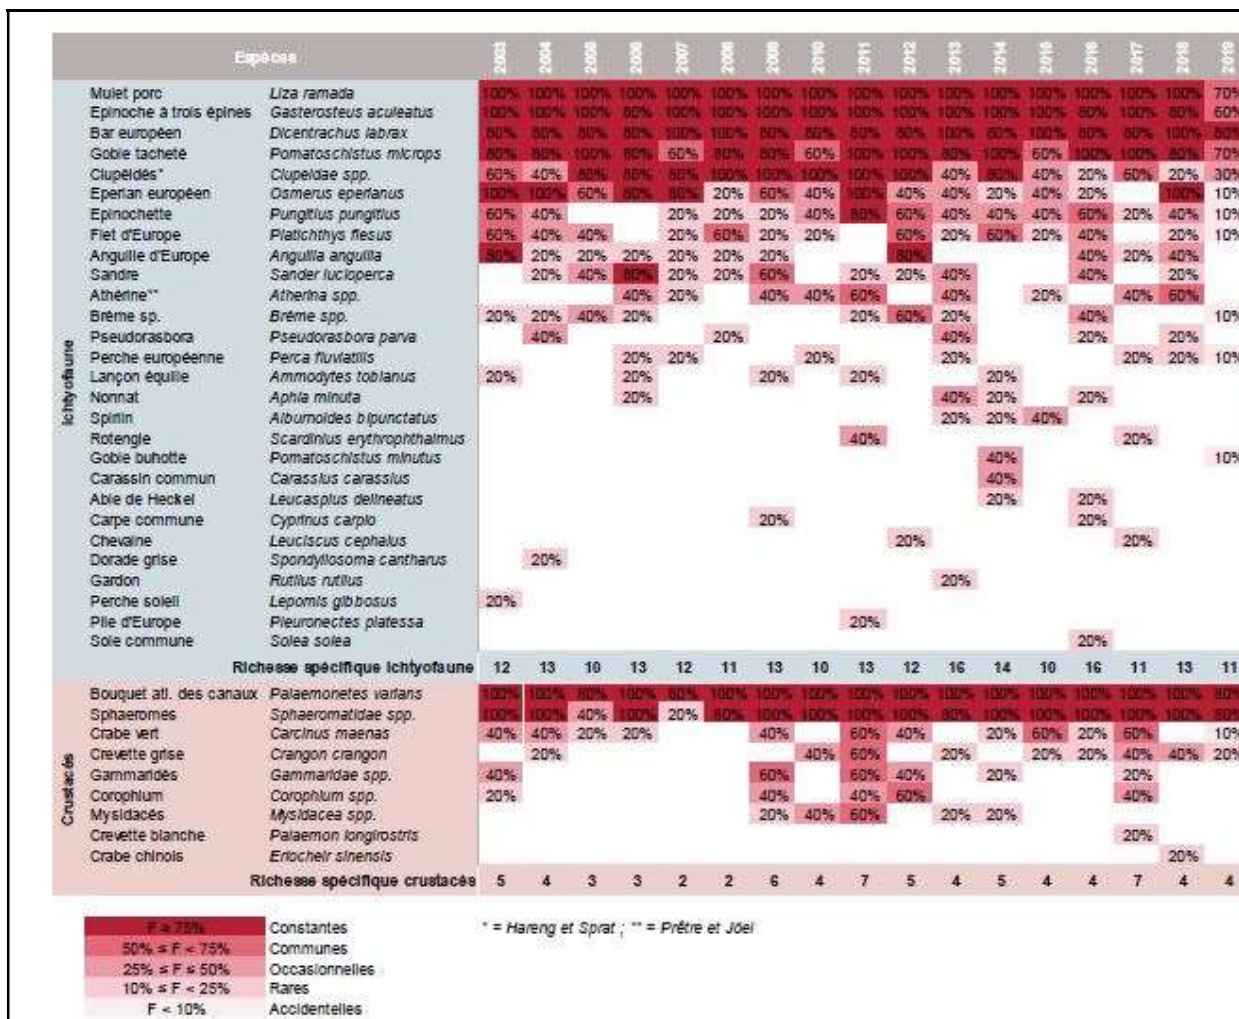 Espèces 2003 2004 2005 2006 2007 2008 2009 2010 2011 2012 2013 2014 2015 2016 2017 2018 2019
Mulet porc Liza ramada 100% 100% 100% 100% 100% 100% 100% 100% 100% 100% 100% 100% 100% 100% 100% 100% 70%
Epinoche à trois épines Gasterosteus aculeatus 100% 100% 100% 80% 100% 100% 100% 100% 100% 100% 100% 100% 100% 80% 100% 80% 60%
Bar européen Dicentrachus labrax 80% 80% 80% 80% 100% 100% 80% 80% 80% 80% 100% 80% 100% 80% 80% 100% 80%
Gobie tacheté Pomatoschistus microps 80% 80% 100% 80% 60% 80% 80% 60% 100% 100% 80% 100% 60% 100% 100% 80% 70%
Clupéidés* Clupeidae spp. 60% 40% 80% 80% 80% 100% 100% 100% 100% 100% 40% 80% 40% 20% 60% 20% 30%
Eperlan européen Osmerus eperlanus 100% 100% 60% 80% 80% 20% 60% 40% 100% 40% 40% 20% 40% 20% 100% 10%
Epinochette Pungitius pungitius 60% 40% 20% 20% 20% 40% 80% 60% 40% 40% 40% 60% 20% 40% 10%
Flet d'Europe Platichthys flesus 60% 40% 40% 20% 60% 20% 20% 60% 20% 60% 20% 40% 20% 10%
Anguille d'Europe Anguilla anguilla 80% 20% 20% 20% 20% 20% 20% 80% 40% 20% 40%
Sandre Sander lucioperca 20% 40% 80% 20% 20% 60% 20% 20% 40% 40% 20%
Athérine** Atherina spp. 40% 20% 40% 40% 60% 40% 20% 40% 60%
Brème sp. Brème spp. 20% 20% 40% 20% 20% 60% 20% 40% 10%
Pseudorasbora Pseudorasbora parva 40% 20% 40% 20% 20%
Perche européenne Perca fluviatilis 20% 20% 20% 20% 20% 20% 10%
Lançon équille Ammodytes tobianus 20% 20% 20% 20% 20%
Nonnat Aphia minuta 20% 40% 20% 20%
Spirlin Alburnoides bipunctatus 20% 20% 40%
Rotengle Scardinius erythrophthalmus 40% 20%
Gobie buhotte Pomatoschistus minutus 40% 10%
Carassin commun Carassius carassius 40%
Able de Heckel Leucaspius delineatus 20% 20%
Carpe commune Cyprinus carpio 20% 20%
Chevaine Leuciscus cephalus 20% 20%
Dorade grise Spondyliosoma cantharus 20%
Gardon Rutilus rutilus 20%
Perche soleil Lepomis gibbosus 20%
Plie d'Europe Pleuronectes platessa 20%
Sole commune Solea solea 20%
Ichtyofaune
Richesse spécifique ichtyofaune 12 13 10 13 12 11 13 10 13 12 16 14 10 16 11 13 11
Bouquet atl. des canaux Palaemonetes varians 100% 100% 80% 100% 60% 100% 100% 100% 100% 100% 100% 100% 100% 100% 100% 100% 80%
Sphaeromes Sphaeromatidae spp. 100% 100% 40% 100% 20% 80% 100% 100% 100% 100% 80% 100% 100% 100% 100% 100% 80%
Crabe vert Carcinus maenas 40% 40% 20% 20% 40% 60% 40% 20% 60% 20% 60% 10%
Crevette grise Crangon crangon 20% 40% 60% 20% 20% 20% 40% 40% 20%
Gammaridés Gammaridae spp. 40% 60% 60% 40% 20% 20%
Corophium Corophium spp. 20% 40% 40% 60% 40%
Mysidacés Mysidacea spp. 20% 40% 60% 20% 20%
Crevette blanche Palaemon longirostris 20%
Crabe chinois Eriocheir sinensis 20%
Crustacés
Richesse spécifique crustacés 5 4 3 3 2 2 6 4 7 5 4 5 4 4 7 4 4
F ≥ 75% Constantes * = Hareng et Sprat ; ** = Prêtre et Jöel
50% ≤ F < 75% Communes
25% ≤ F ≤ 50% Occasionnelles
10% ≤ F < 25% Rares
F < 10% Accidentelles